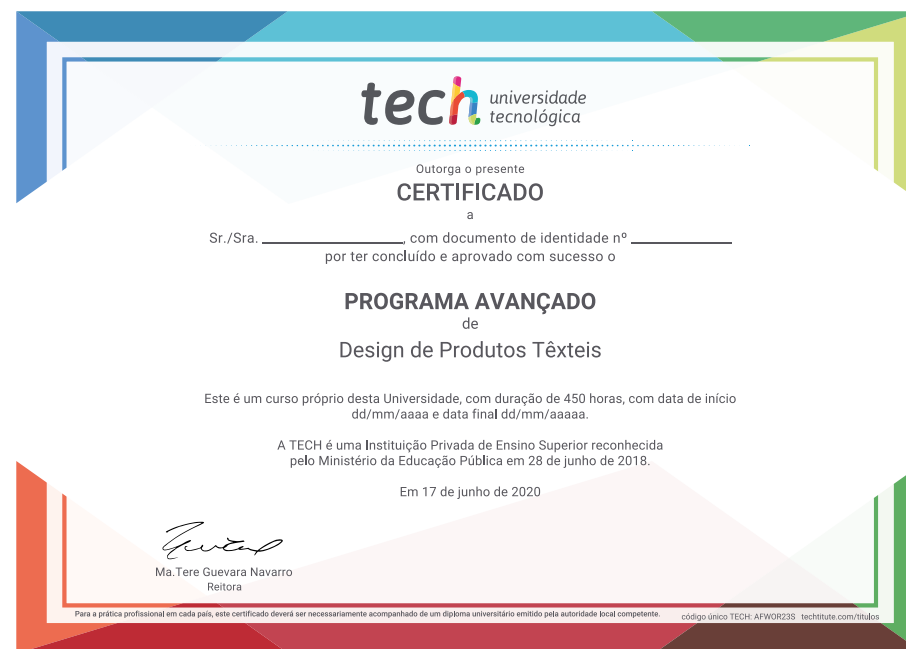 tech universidade
tecnológica
Outorga o presente
CERTIFICADO
a
Sr./Sra. ____________, com documento de identidade nº ____________
por ter concluído e aprovado com sucesso o
PROGRAMA AVANÇADO
de
Design de Produtos Têxteis
Este é um curso próprio desta Universidade, com duração de 450 horas, com data de início
dd/mm/aaaa e data final dd/mm/aaaaa.
A TECH é uma Instituição Privada de Ensino Superior reconhecida
pelo Ministério da Educação Pública em 28 de junho de 2018.
Em 17 de junho de 2020
Ma.Tere Guevara Navarro
Reitora
Para a prática profissional em cada país, este certificado deverá ser necessariamente acompanhado de um diploma universitário emitido pela autoridade local competente.
código único TECH: AFWOR23S techtitute.com/titulos